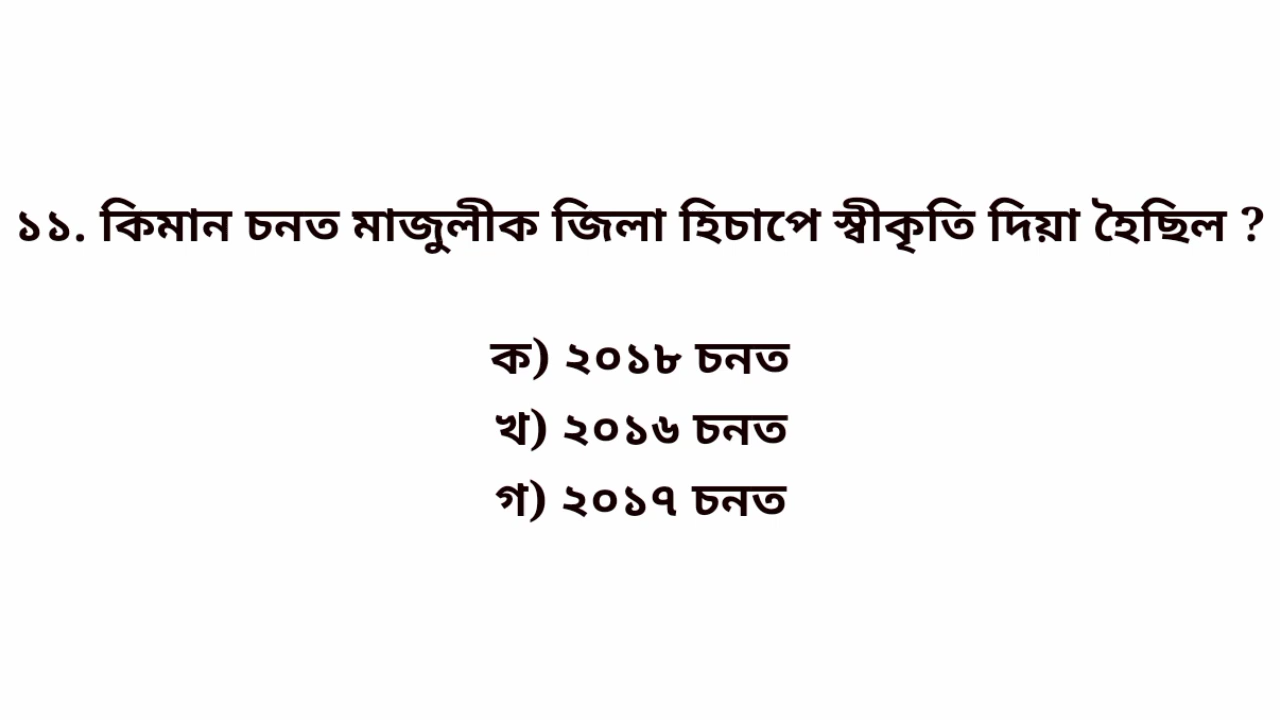 ১১. কিমান চনত মাজুলীক জিলা হিচাপে স্বীকৃতি দিয়া হৈছিল ?
ক) ২০১৮ চনত
খ) ২০১৬ চনত
গ) ২০১৭ চনত